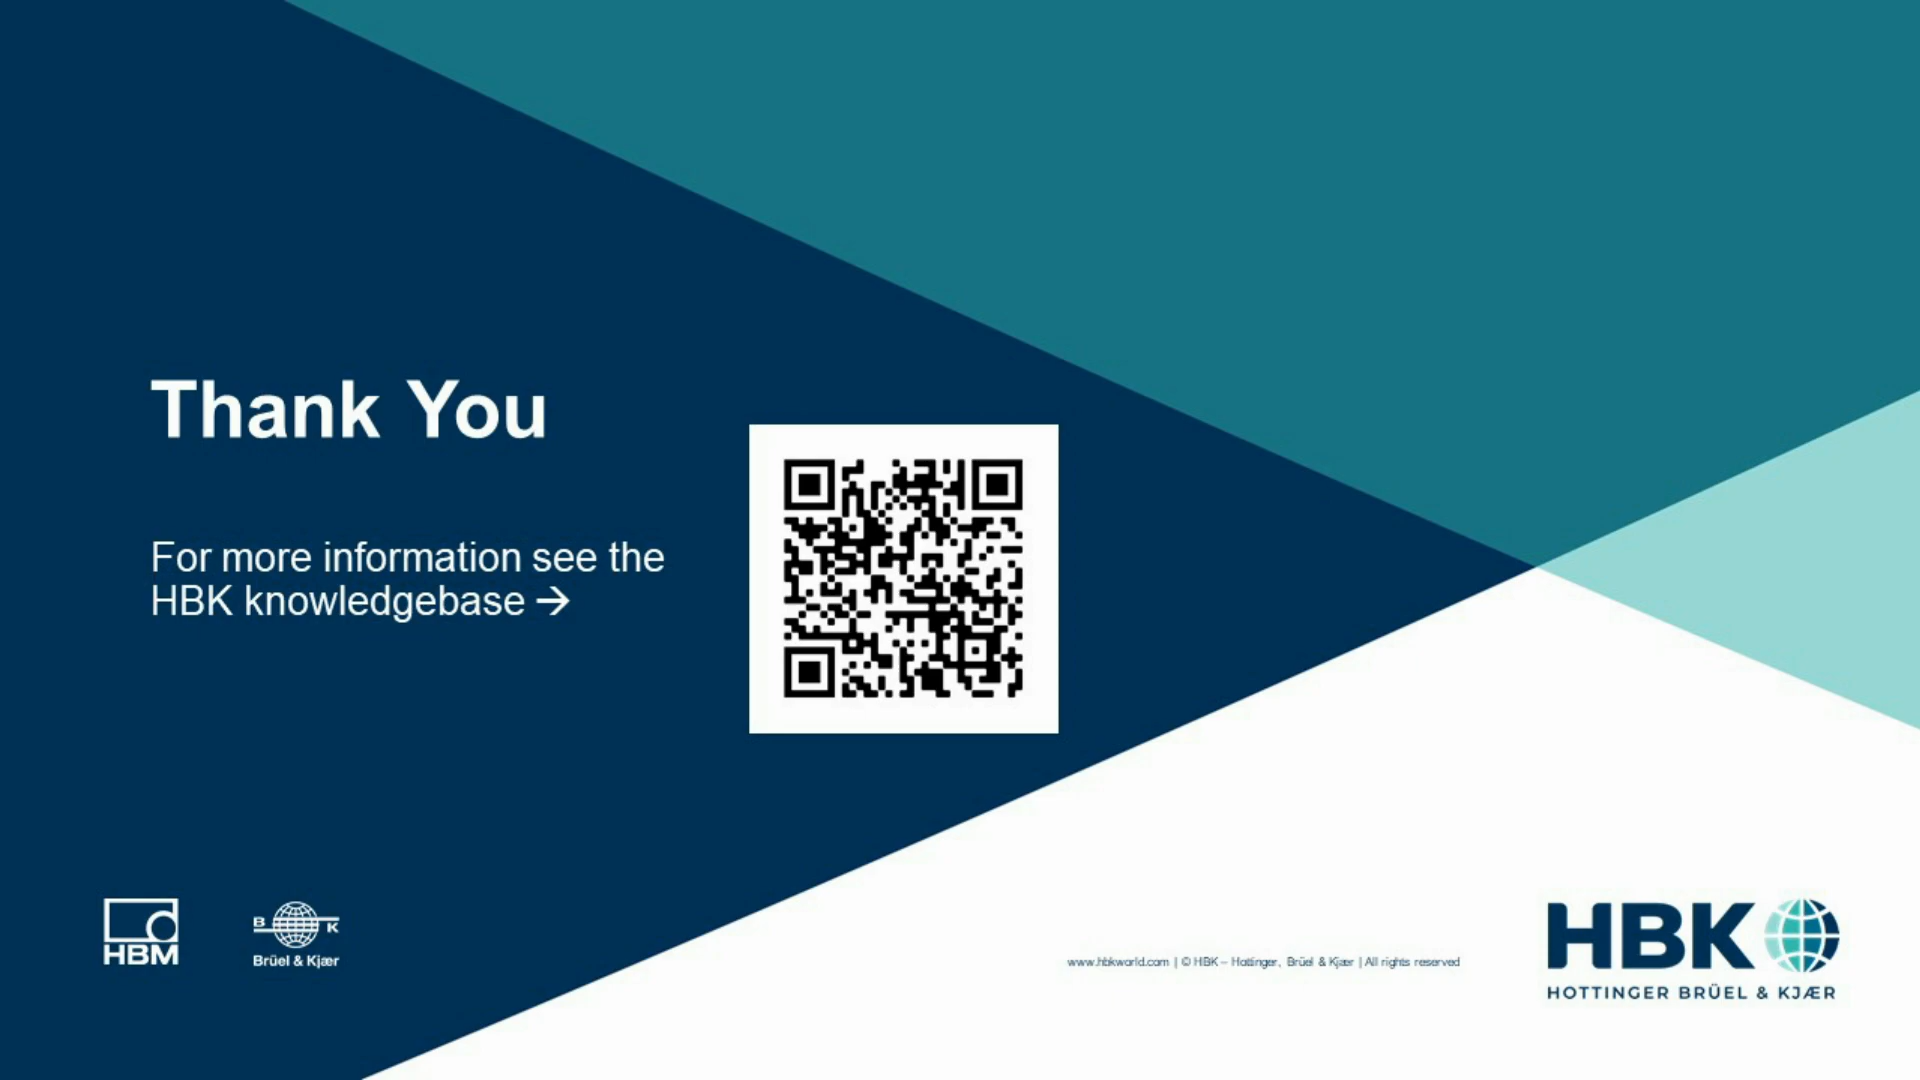 Thank You
For more information see the
HBK knowledgebase →
HBM
B K
Brüel & Kjær
www.hbkworld.com | © HBK – Hottinger, Brüel & Kjær | All rights reserved
HBK
HOTTINGER BRÜEL & KJÆR